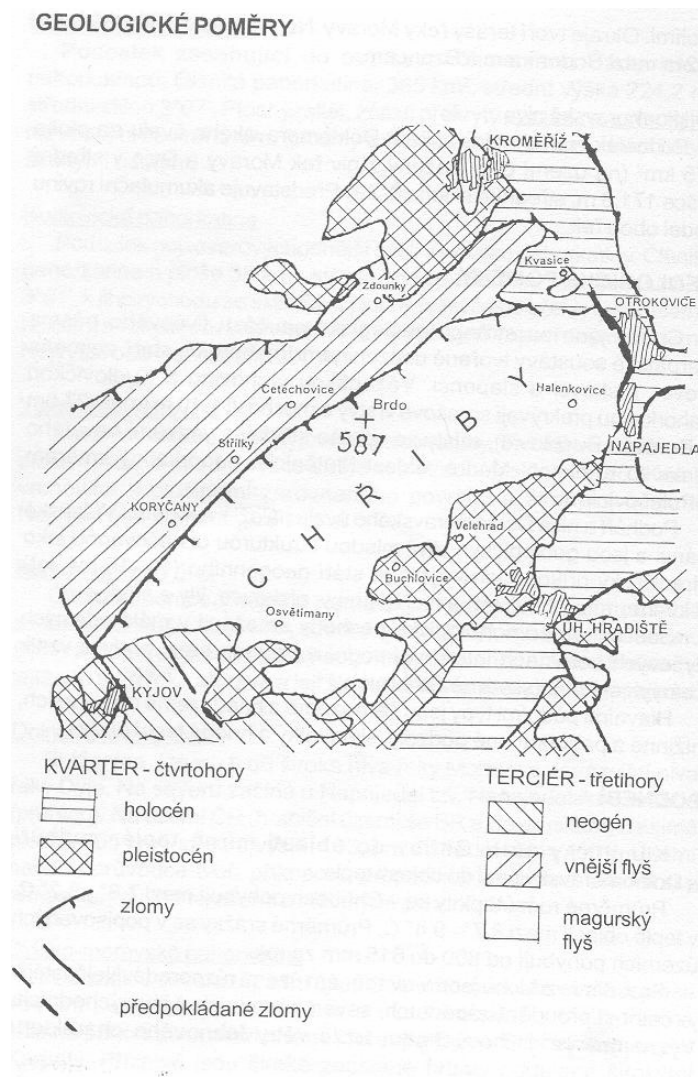 GEOLOGICKÉ POMĚRY
KROMĚŘÍŽ
Kvasice
Zdounky
OTROKOVICE
Cetechovice
Brdo
587
Halenkovice
Střílky
NAPAJEDLA
CHŘIBY
KORYČANY
Velehrad
Buchlovice
Osvětimany
UH. HRADIŠTĚ
KYJOV
KVARTER - čtvrtohory
holocén
pleistocén
zlomy
předpokládané zlomy
TERCIÉR - třetihory
neogén
vnější flyš
magurský
flyš